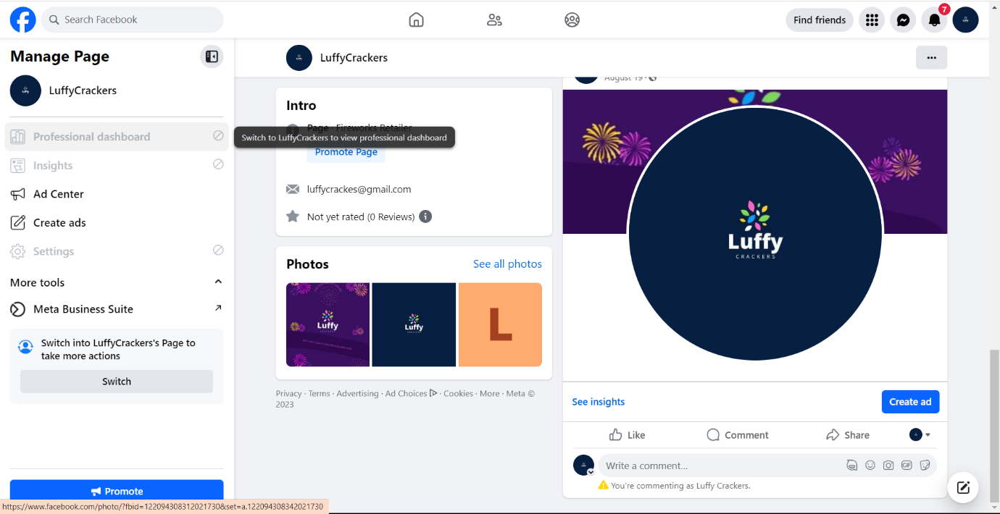 Search Facebook
Find friends
7
Manage Page
LuffyCrackers
LuffyCrackers
Professional dashboard
Switch to LuffyCrackers to view professional dashboard
Insights
Ad Center
Create ads
Settings
More tools
Meta Business Suite
Switch into LuffyCrackers's Page to
take more actions
Switch
Promote
https://www.facebook.com/photo/?fbid=122094308312021730&set=a.122094308342021730
Intro
Page · Fireworks Retailer
Promote Page
luffycrackes@gmail.com
Not yet rated (0 Reviews)
Photos
See all photos
Luffy
Luffy
CRACKERS
L
Privacy · Terms · Advertising · Ad Choices · Cookies · More · Meta ©
2023
August 19 ·
Luffy
CRACKERS
See insights
Create ad
Like
Comment
Share
Write a comment...
GIF
You're commenting as Luffy Crackers.